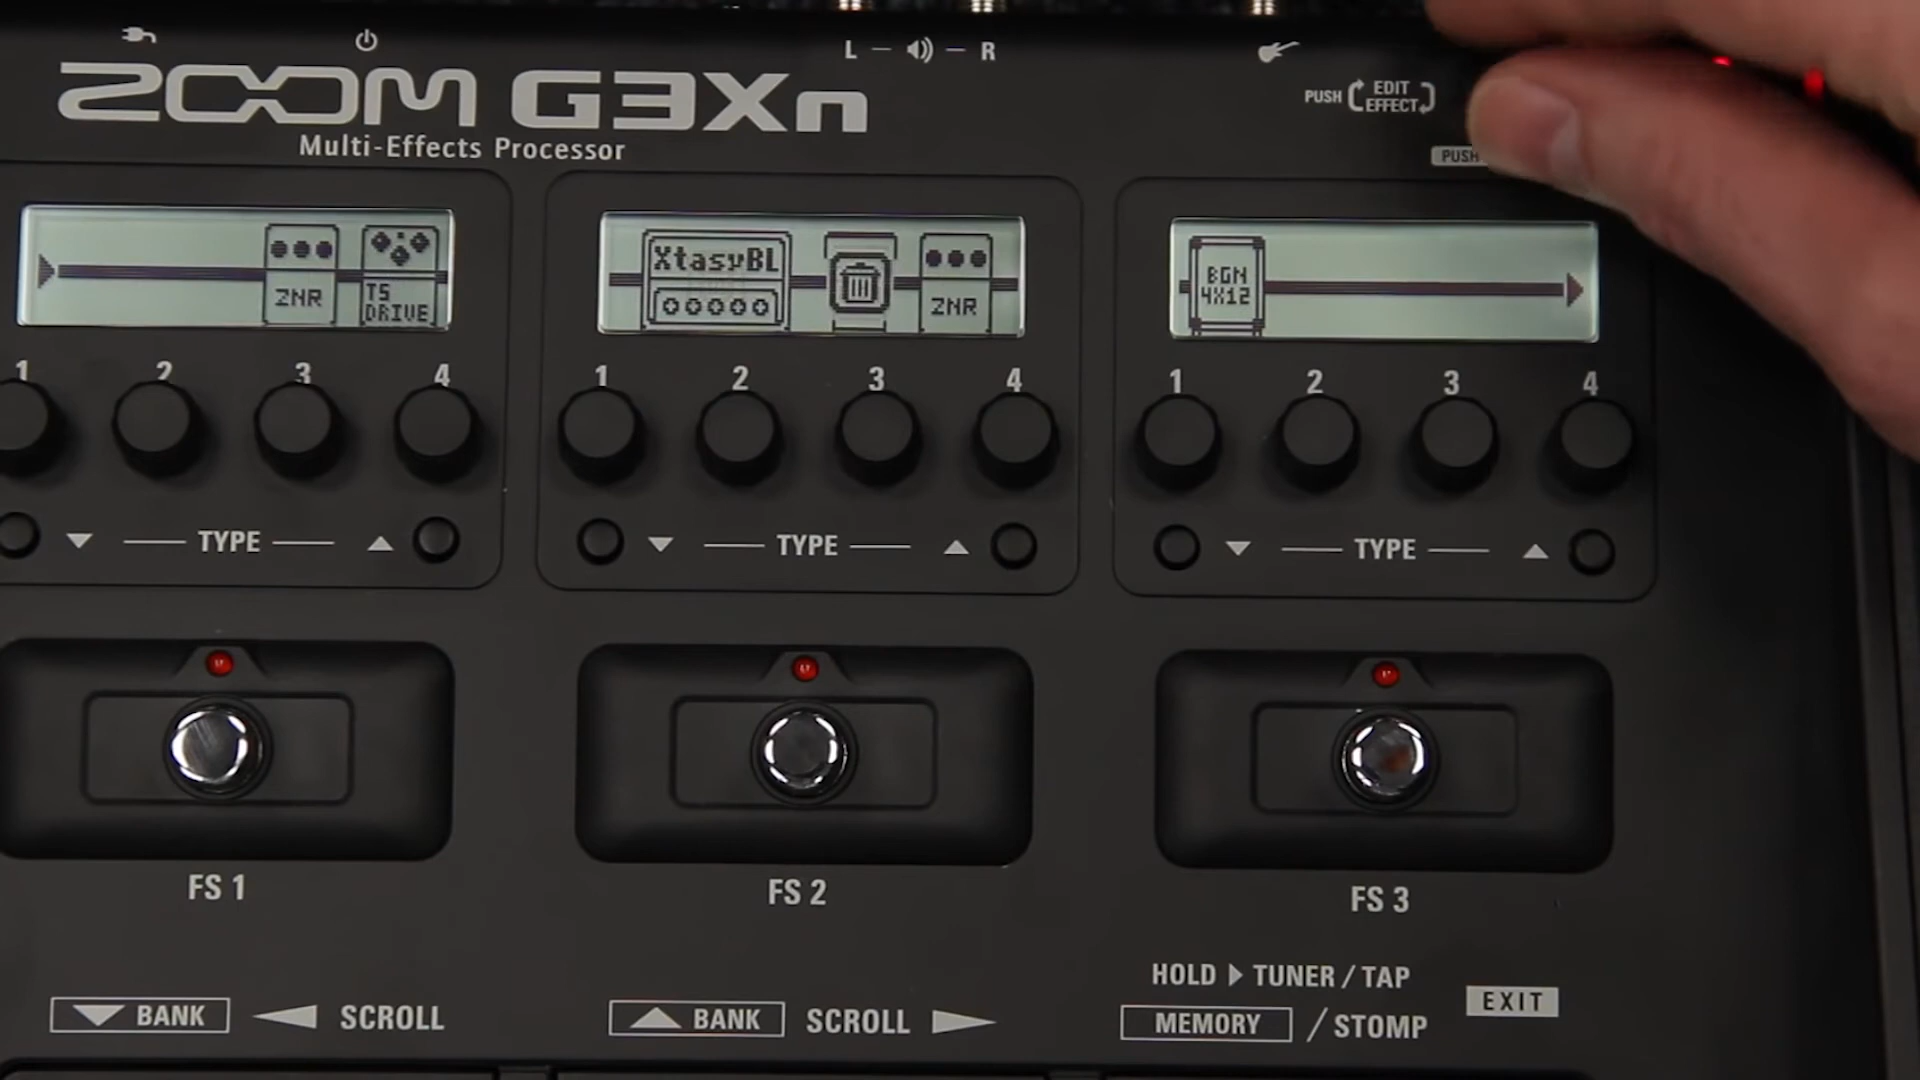 L R
ZOOM G3Xn
Multi-Effects Processor
PUSH EDIT
EFFECT
PUSH
ZNR
TS
DRIVE
XtasyBL
ZNR
BGN
4X12
1 2 3 4
1 2 3 4
1 2 3 4
TYPE
TYPE
TYPE
FS 1
FS 2
FS 3
HOLD TUNER / TAP
EXIT
BANK SCROLL
BANK SCROLL
MEMORY / STOMP